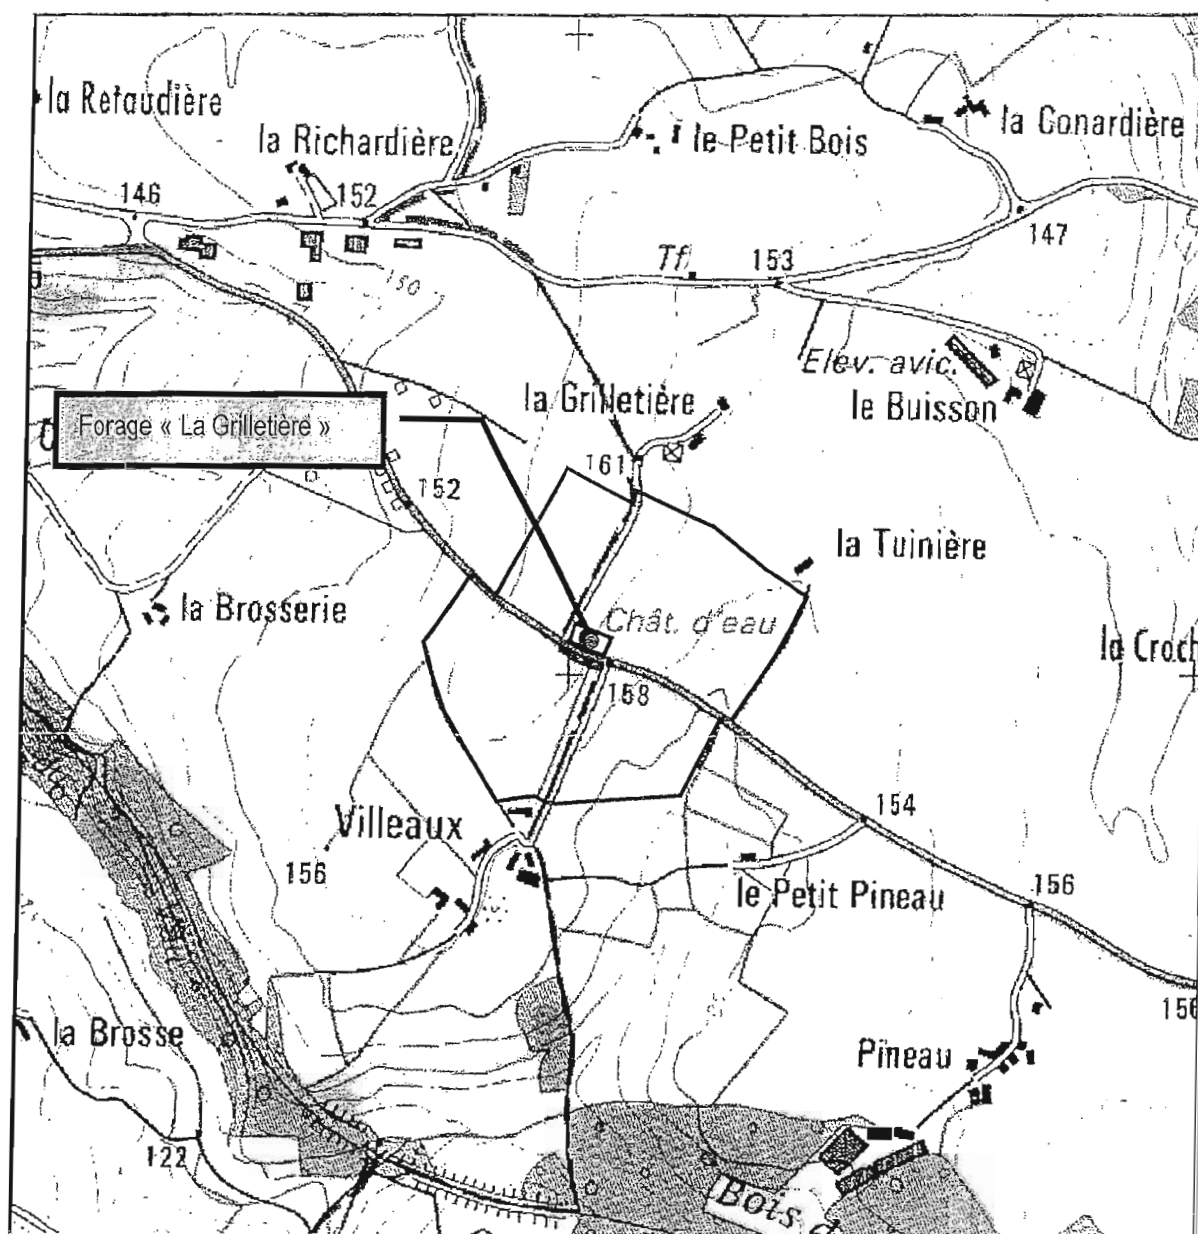 la Retaudière
la Richardière
le Petit Bois
la Gonardière
146
152
147
Tf
153
150
Elev. avic.
le Buisson
la Grilletière
Forage « La Grilletière »
161
152
la Tuinière
la Brosserie
Chât. d'eau
la Croch
158
Villeaux
154
156
le Petit Pineau
156
156
la Brosse
Pineau
122
Bois d